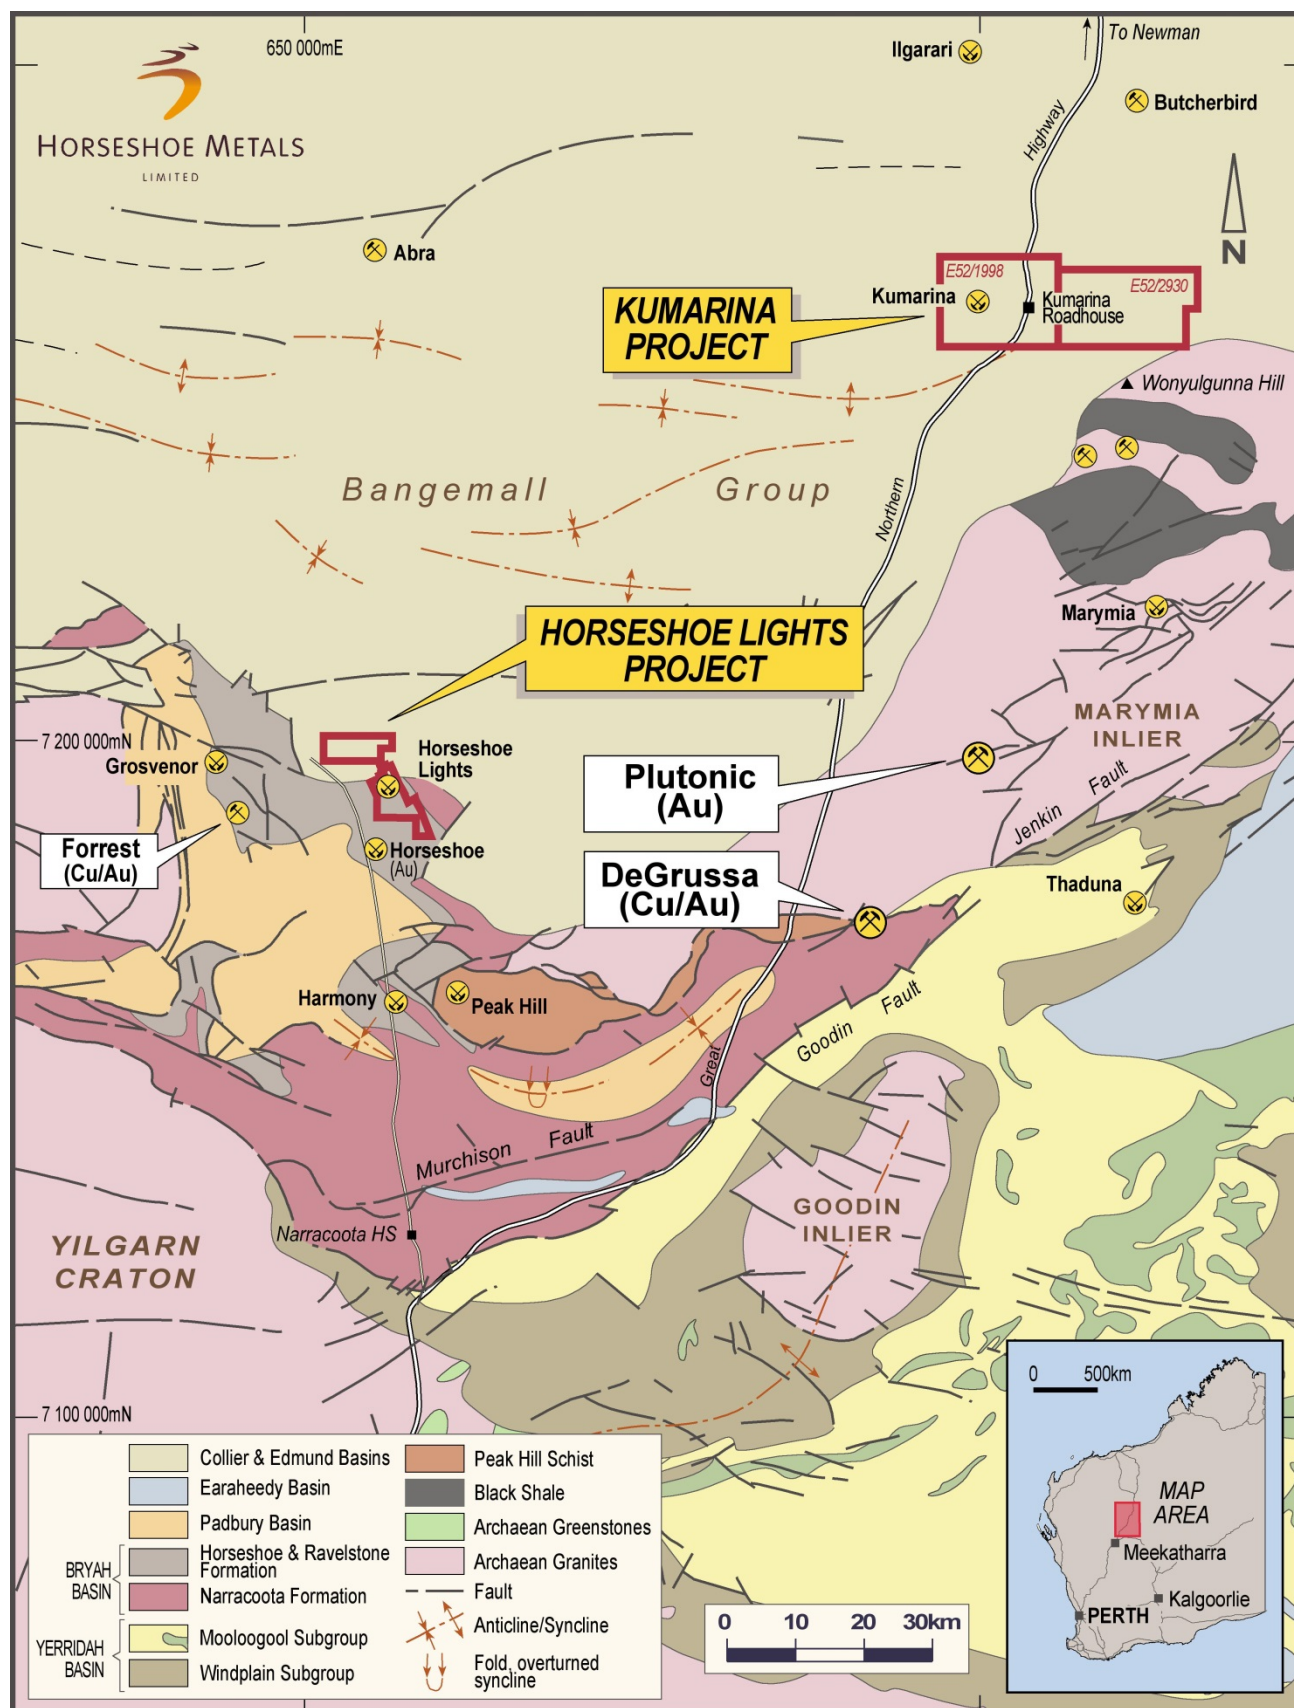 650 000mE
HORSESHOE METALS
LIMITED
Ilgarari
To Newman
Butcherbird
Highway
N
Abra
KUMARINA
PROJECT
E52/1998
E52/2930
Kumarina
Kumarina
Roadhouse
Wonyulgunna Hill
Bangemall Group
Northern
Marymia
HORSESHOE LIGHTS
PROJECT
MARYMIA
INLIER
7 200 000mN
Grosvenor
Horseshoe
Lights
Plutonic
(Au)
Jenkin Fault
Forrest
(Cu/Au)
Horseshoe
(Au)
DeGrussa
(Cu/Au)
Thaduna
Harmony
Peak Hill
Goodin Fault
Great
Murchison Fault
GOODIN
INLIER
Narracoota HS
YILGARN
CRATON
7 100 000mN
Collier & Edmund Basins
Earaheedy Basin
Padbury Basin
BRYAH
BASIN
Horseshoe & Ravelstone
Formation
Narracoota Formation
YERRIDAH
BASIN
Mooloogool Subgroup
Windplain Subgroup
Peak Hill Schist
Black Shale
Archaean Greenstones
Archaean Granites
Fault
Anticline/Syncline
Fold, overturned
syncline
0 10 20 30km
0 500km
MAP
AREA
Meekatharra
Kalgoorlie
PERTH